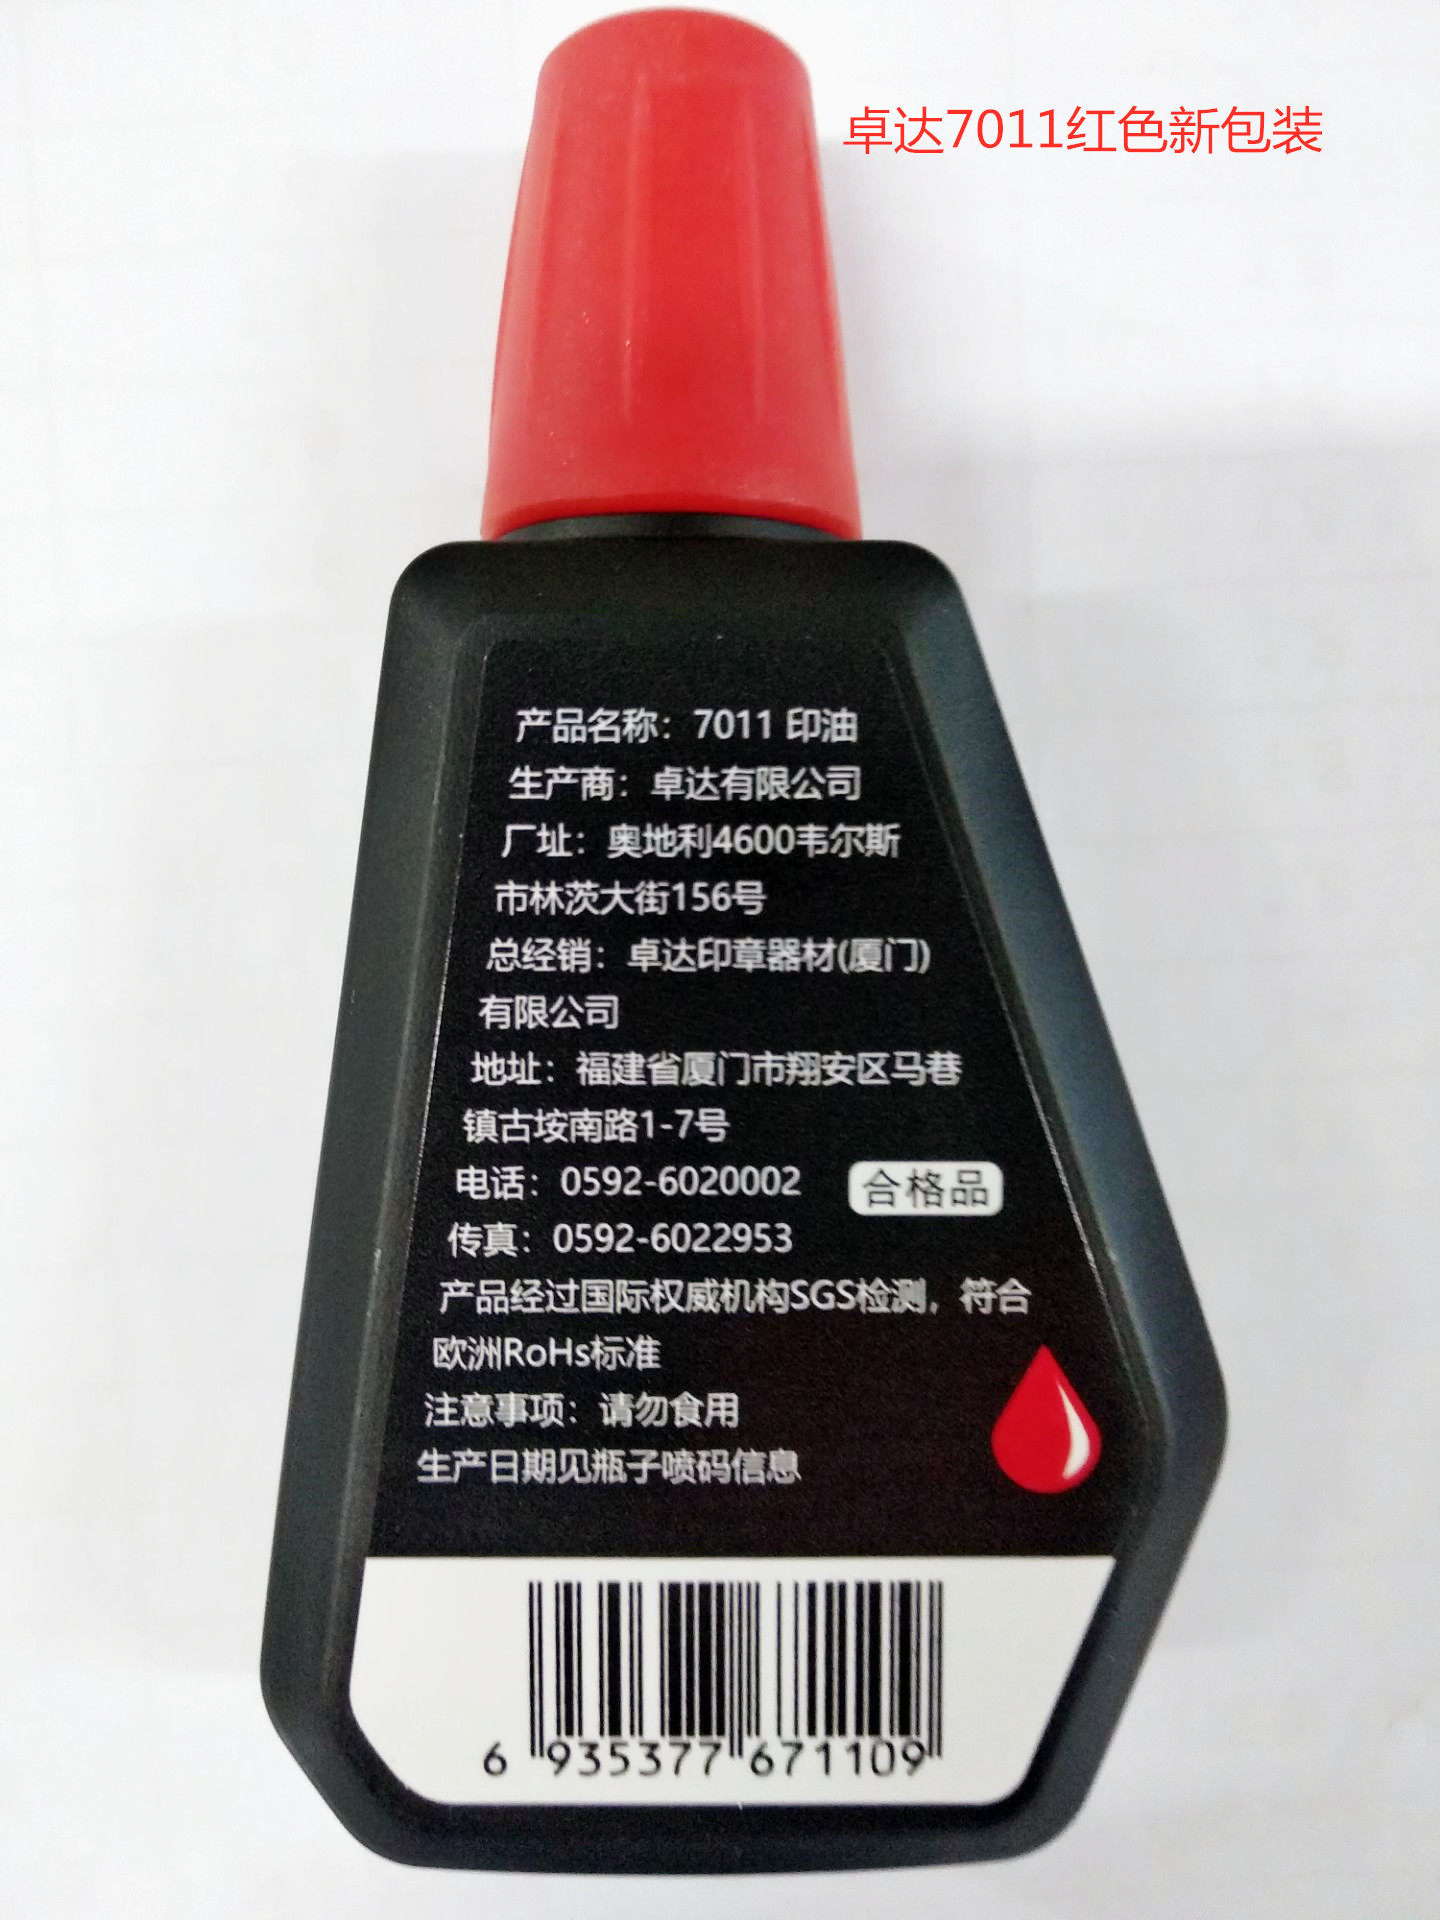 卓达7011红色新包装
产品名称：7011 印油
生产商：卓达有限公司
厂址：奥地利4600韦尔斯
市林茨大街156号
总经销：卓达印章器材(厦门)
有限公司
地址：福建省厦门市翔安区马巷
镇古垵南路1-7号
电话：0592-6020002
合格品
传真：0592-6022953
产品经过国际权威机构SGS检测，符合
欧洲RoHs标准
注意事项：请勿食用
生产日期见瓶子喷码信息
6 935377 671109